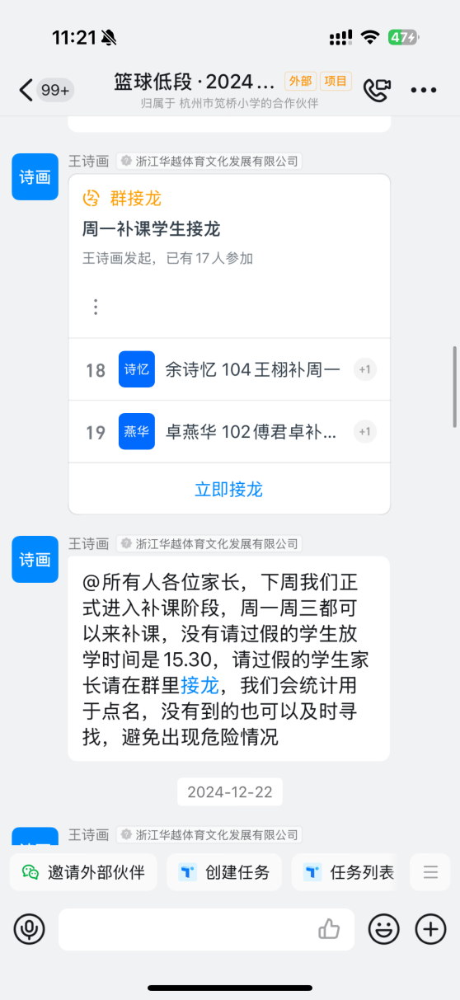 11:21
47
99+
篮球低段·2024... 外部 项目
归属于 杭州市笕桥小学的合作伙伴
诗画
王诗画 浙江华越体育文化发展有限公司
群接龙
周一补课学生接龙
王诗画发起，已有17人参加
18 诗忆 余诗忆 104王栩补周一 +1
19 燕华 卓燕华 102傅君卓补... +1
立即接龙
诗画
王诗画 浙江华越体育文化发展有限公司
@所有人各位家长，下周我们正
式进入补课阶段，周一周三都可
以来补课，没有请过假的学生放
学时间是15.30，请过假的学生家
长请在群里接龙，我们会统计用
于点名，没有到的也可以及时寻
找，避免出现危险情况
2024-12-22
王诗画 浙江华越体育文化发展有限公司
邀请外部伙伴 创建任务 任务列表